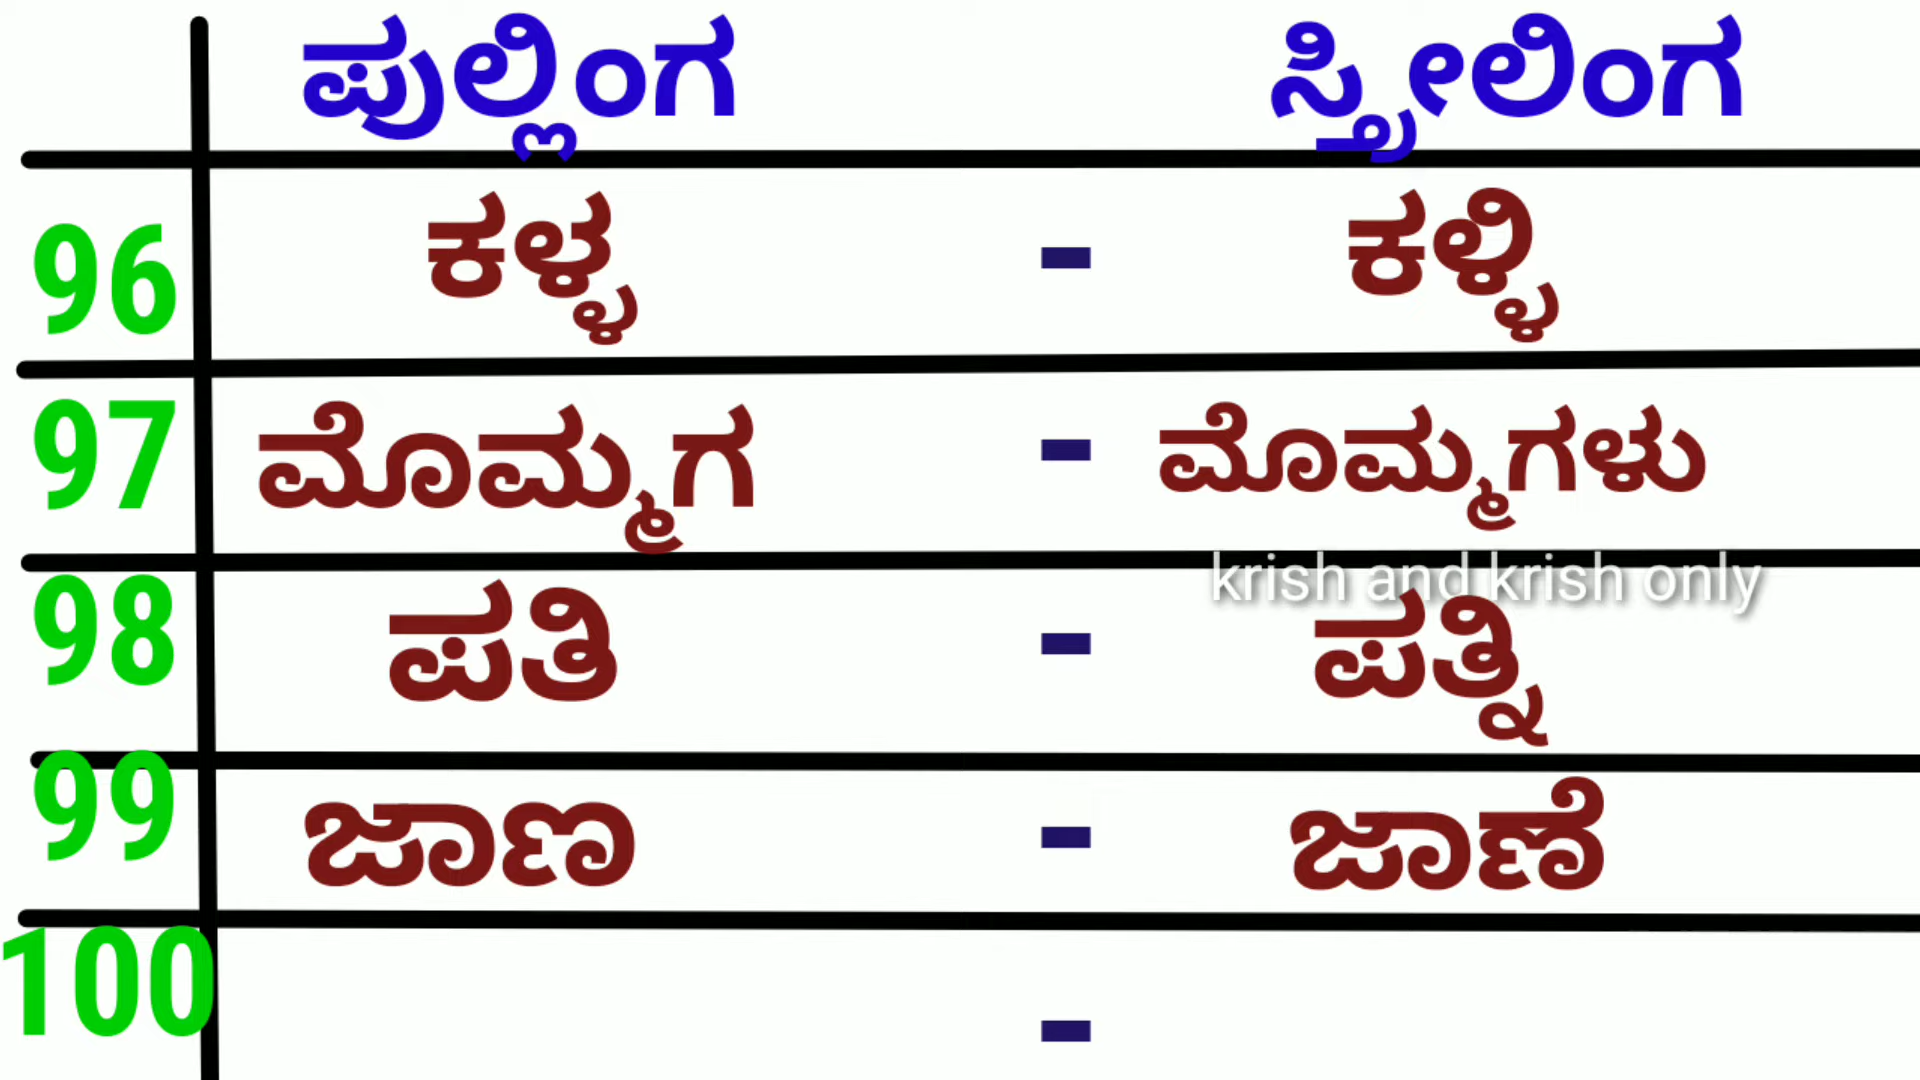 ಪುಲ್ಲಿಂಗ ಸ್ತ್ರೀಲಿಂಗ
96 ಕಳ್ಳ - ಕಳ್ಳಿ
97 ಮೊಮ್ಮಗ - ಮೊಮ್ಮಗಳು
krish and krish only
98 ಪತಿ - ಪತ್ನಿ
99 ಜಾಣ - ಜಾಣೆ
100 -